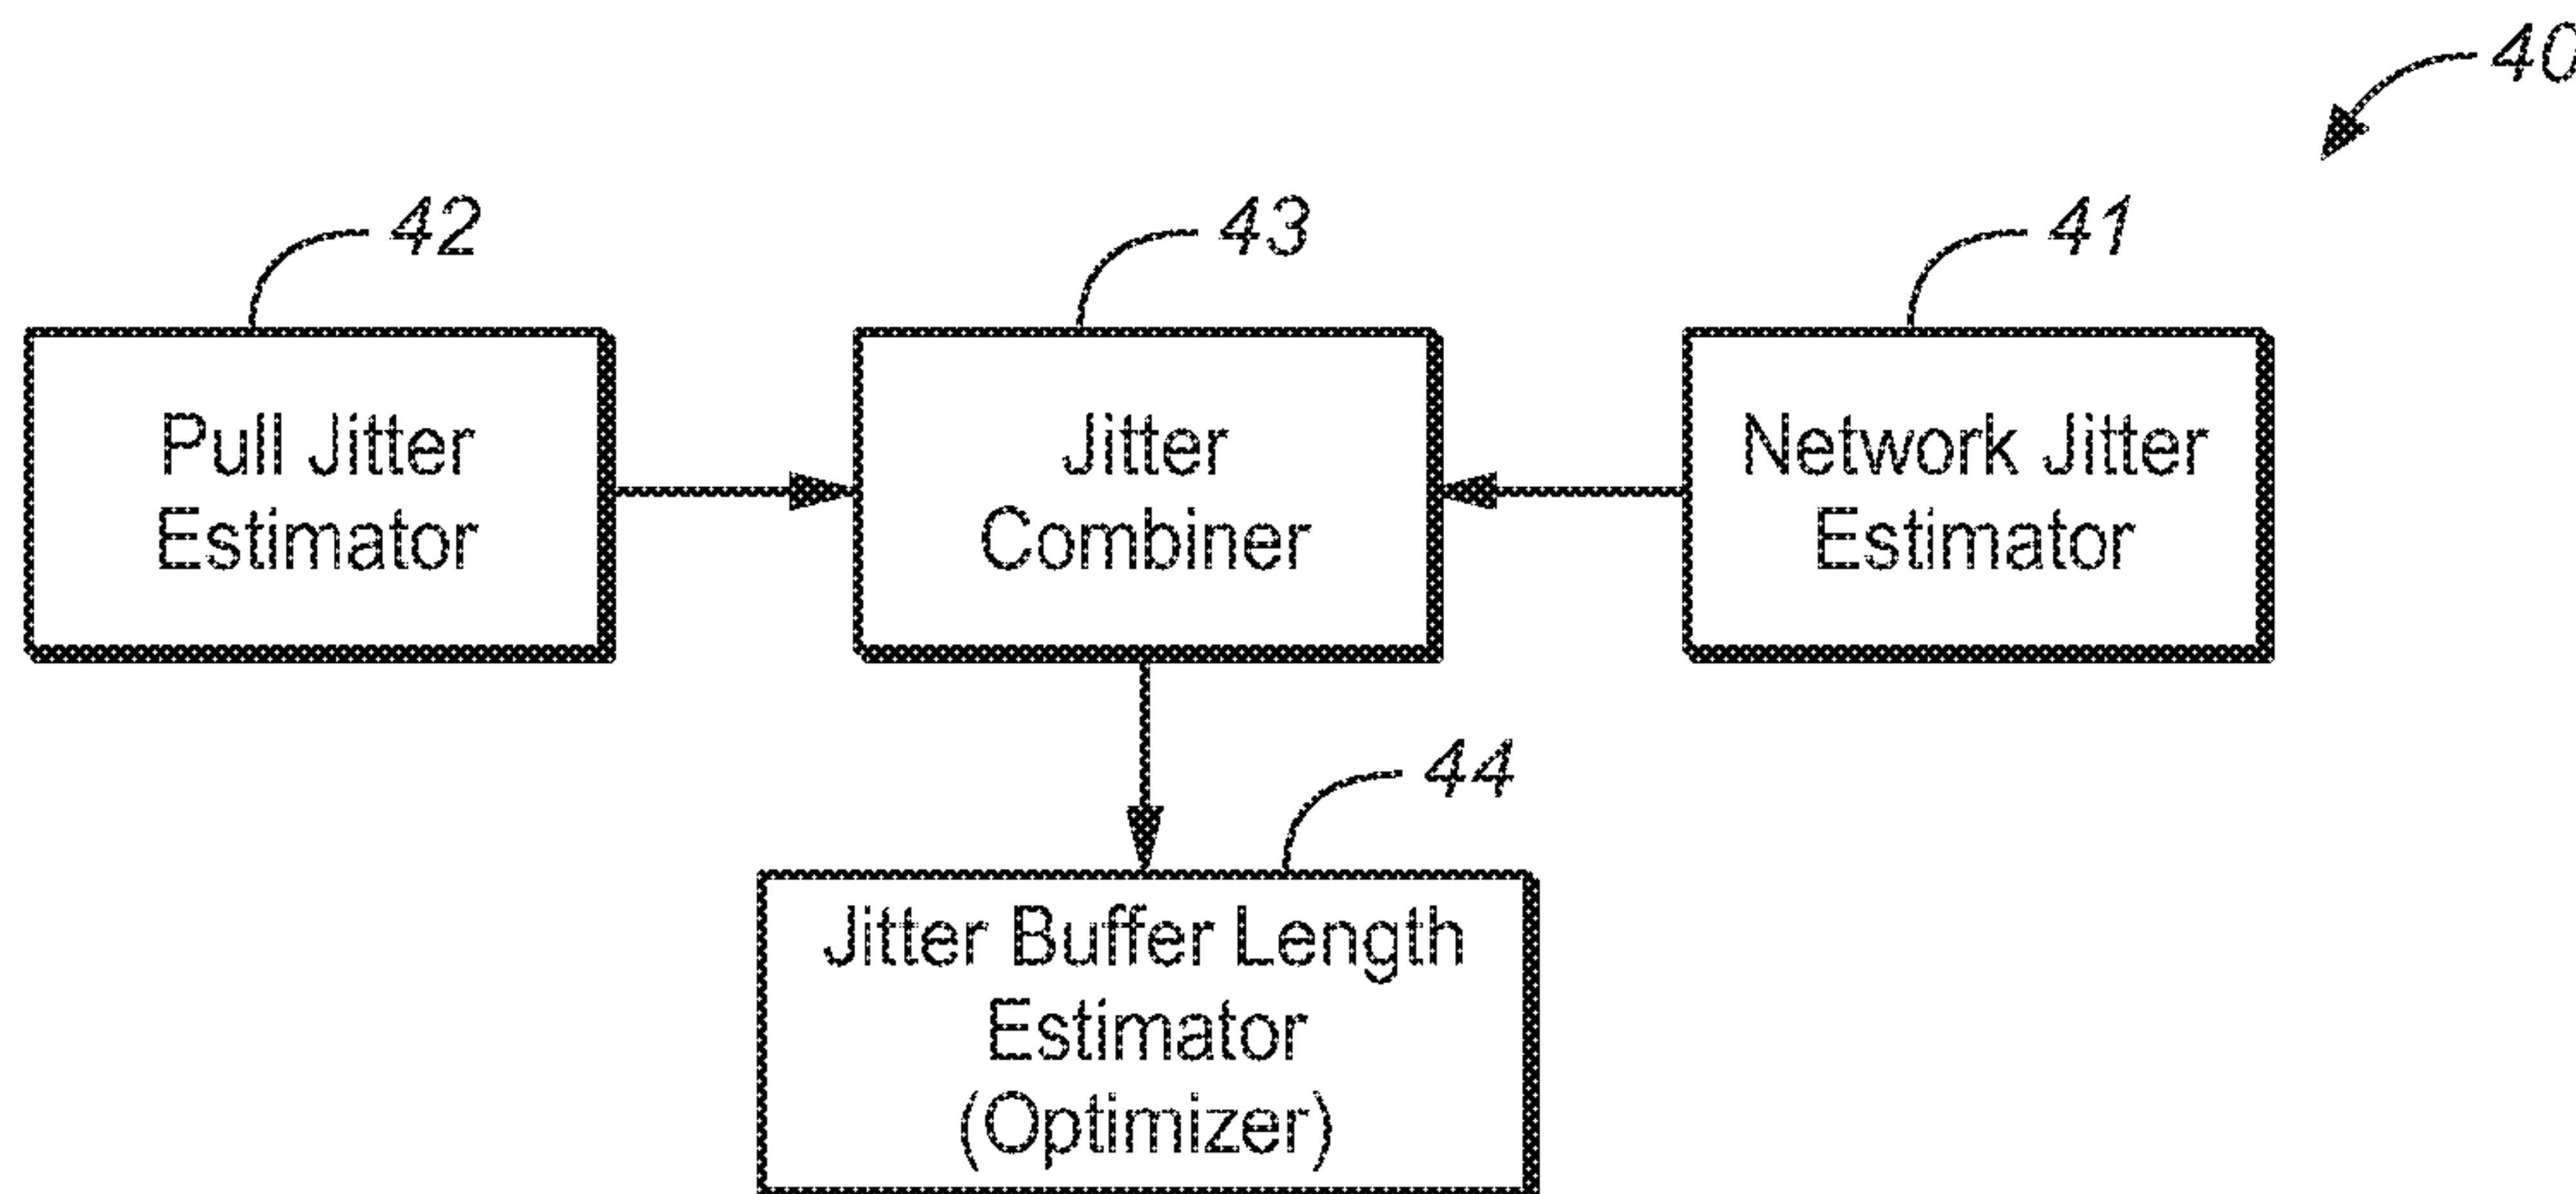 40
42
43
41
Pull Jitter
Estimator
Jitter
Combiner
Network Jitter
Estimator
44
Jitter Buffer Length
Estimator
(Optimizer)